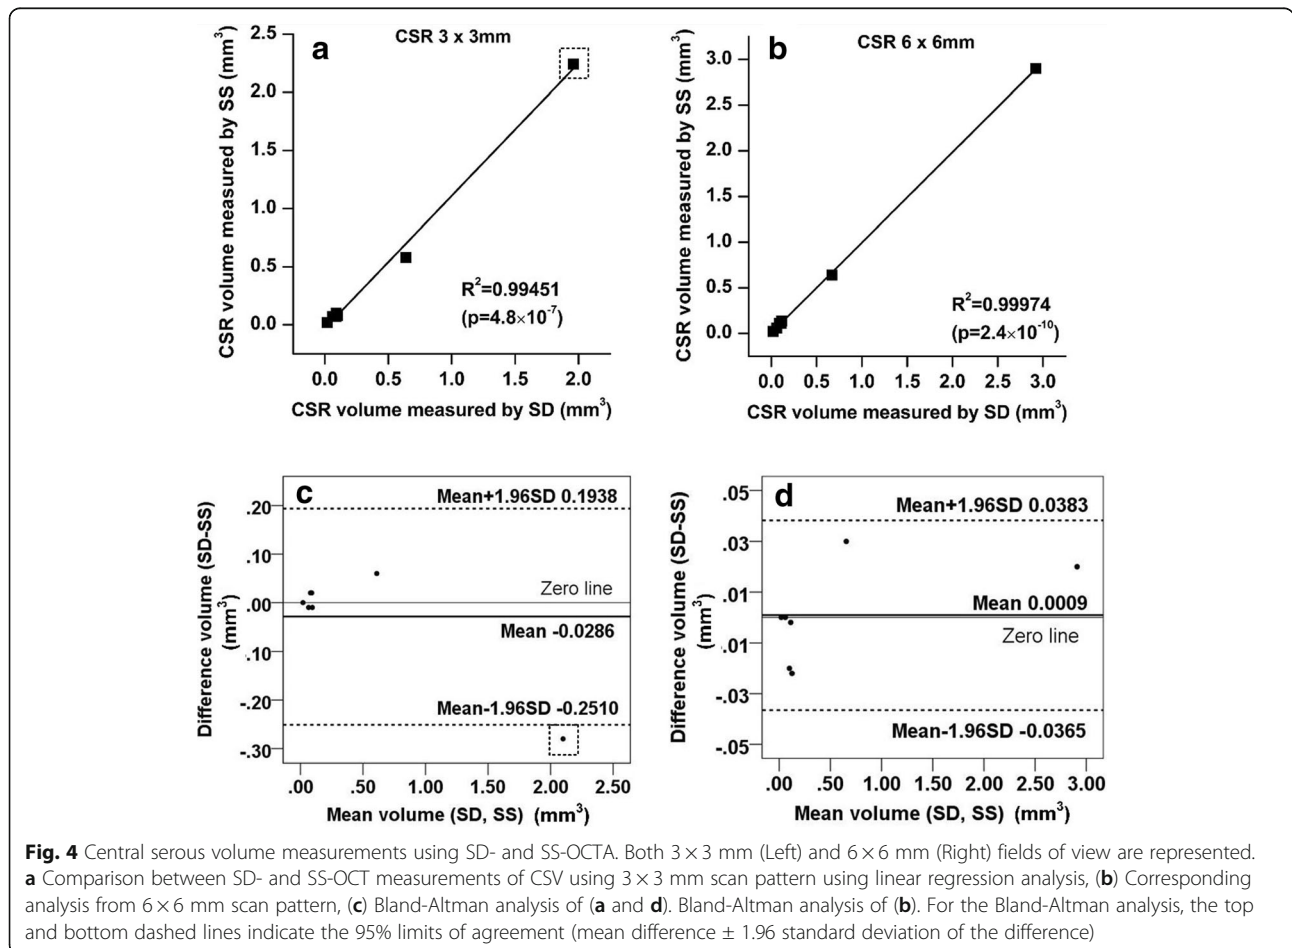 a
CSR 3 x 3mm
CSR volume measured by SS (mm³)
2.5
2.0
1.5
1.0
0.5
0.0
R²=0.99451
(p=4.8×10⁻⁷)
0.0 0.5 1.0 1.5 2.0
CSR volume measured by SD (mm³)
b
CSR 6 x 6mm
CSR volume measured by SS (mm³)
3.0
2.5
2.0
1.5
1.0
0.5
0.0
R²=0.99974
(p=2.4×10⁻¹⁰)
0.0 0.5 1.0 1.5 2.0 2.5 3.0
CSR volume measured by SD (mm³)
c
Difference volume (SD-SS)
(mm³)
.20
.10
.00
-.10
-.20
-.30
Mean+1.96SD 0.1938
Zero line
Mean -0.0286
Mean-1.96SD -0.2510
.00 .50 1.00 1.50 2.00 2.50
Mean volume (SD, SS) (mm³)
d
Difference volume (SD-SS)
(mm³)
.05
.03
.01
-.01
-.03
-.05
Mean+1.96SD 0.0383
Mean 0.0009
Zero line
Mean-1.96SD -0.0365
.00 .50 1.00 1.50 2.00 2.50 3.00
Mean volume (SD, SS) (mm³)
Fig. 4 Central serous volume measurements using SD- and SS-OCTA. Both 3 × 3 mm (Left) and 6 × 6 mm (Right) fields of view are represented.
a Comparison between SD- and SS-OCT measurements of CSV using 3 × 3 mm scan pattern using linear regression analysis, (b) Corresponding
analysis from 6 × 6 mm scan pattern, (c) Bland-Altman analysis of (a and d). Bland-Altman analysis of (b). For the Bland-Altman analysis, the top
and bottom dashed lines indicate the 95% limits of agreement (mean difference ± 1.96 standard deviation of the difference)